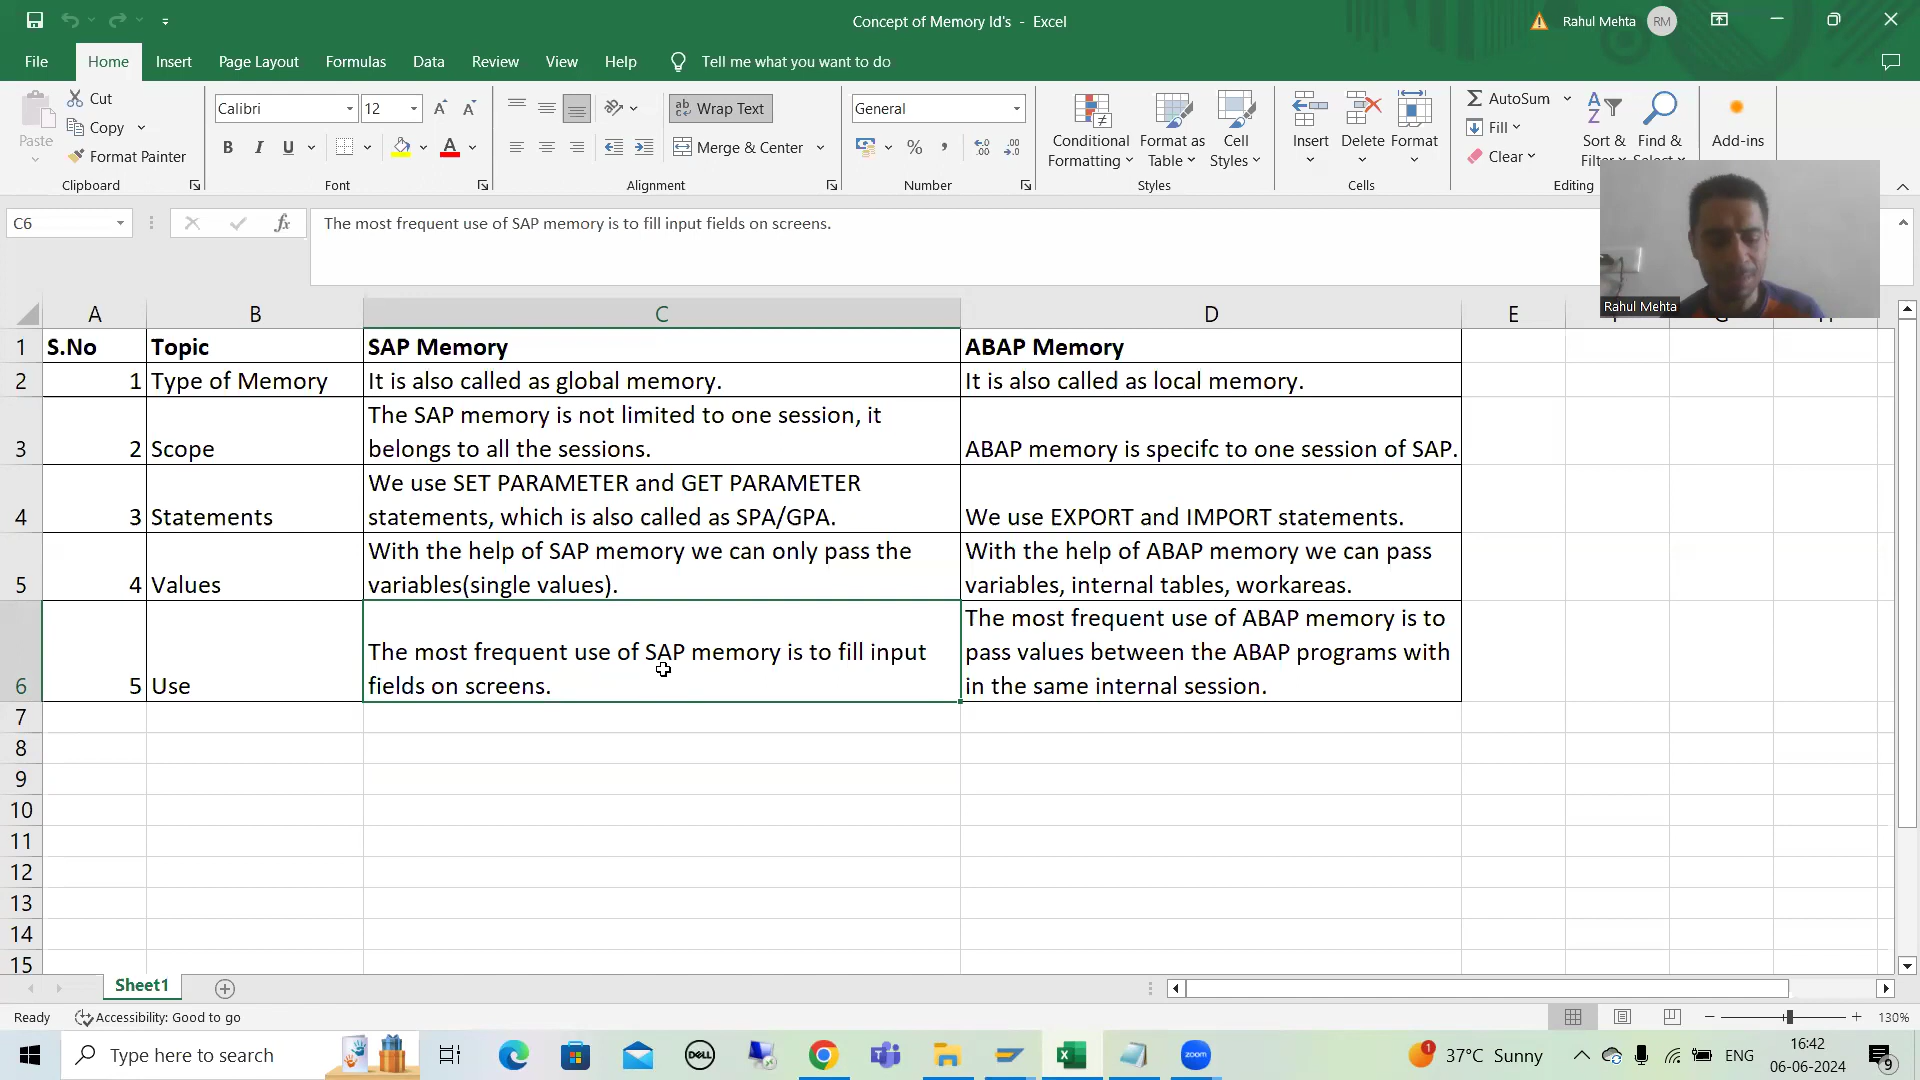 Concept of Memory Id's - Excel
Rahul Mehta
RM
File
Home
Insert
Page Layout
Formulas
Data
Review
View
Help
Tell me what you want to do
Paste
Cut
Copy
Format Painter
Clipboard
Calibri
12
B I U
Font
Wrap Text
Merge & Center
Alignment
General
Number
Conditional
Formatting
Format as
Table
Cell
Styles
Styles
Insert
Delete
Format
Cells
AutoSum
Fill
Clear
Sort &
Filter
Find &
Select
Editing
Add-ins
C6
fx
The most frequent use of SAP memory is to fill input fields on screens.
Rahul Mehta
A B C D E
1 S.No Topic SAP Memory ABAP Memory
2 1 Type of Memory It is also called as global memory. It is also called as local memory.
The SAP memory is not limited to one session, it
3 2 Scope belongs to all the sessions. ABAP memory is specifc to one session of SAP.
We use SET PARAMETER and GET PARAMETER
4 3 Statements statements, which is also called as SPA/GPA. We use EXPORT and IMPORT statements.
With the help of SAP memory we can only pass the With the help of ABAP memory we can pass
5 4 Values variables(single values). variables, internal tables, workareas.
The most frequent use of ABAP memory is to
The most frequent use of SAP memory is to fill input pass values between the ABAP programs with
6 5 Use fields on screens. in the same internal session.
7
8
9
10
11
12
13
14
15
Sheet1
Ready
Accessibility: Good to go
130%
Type here to search
DELL
zoom
1
37°C Sunny
ENG
16:42
06-06-2024
9